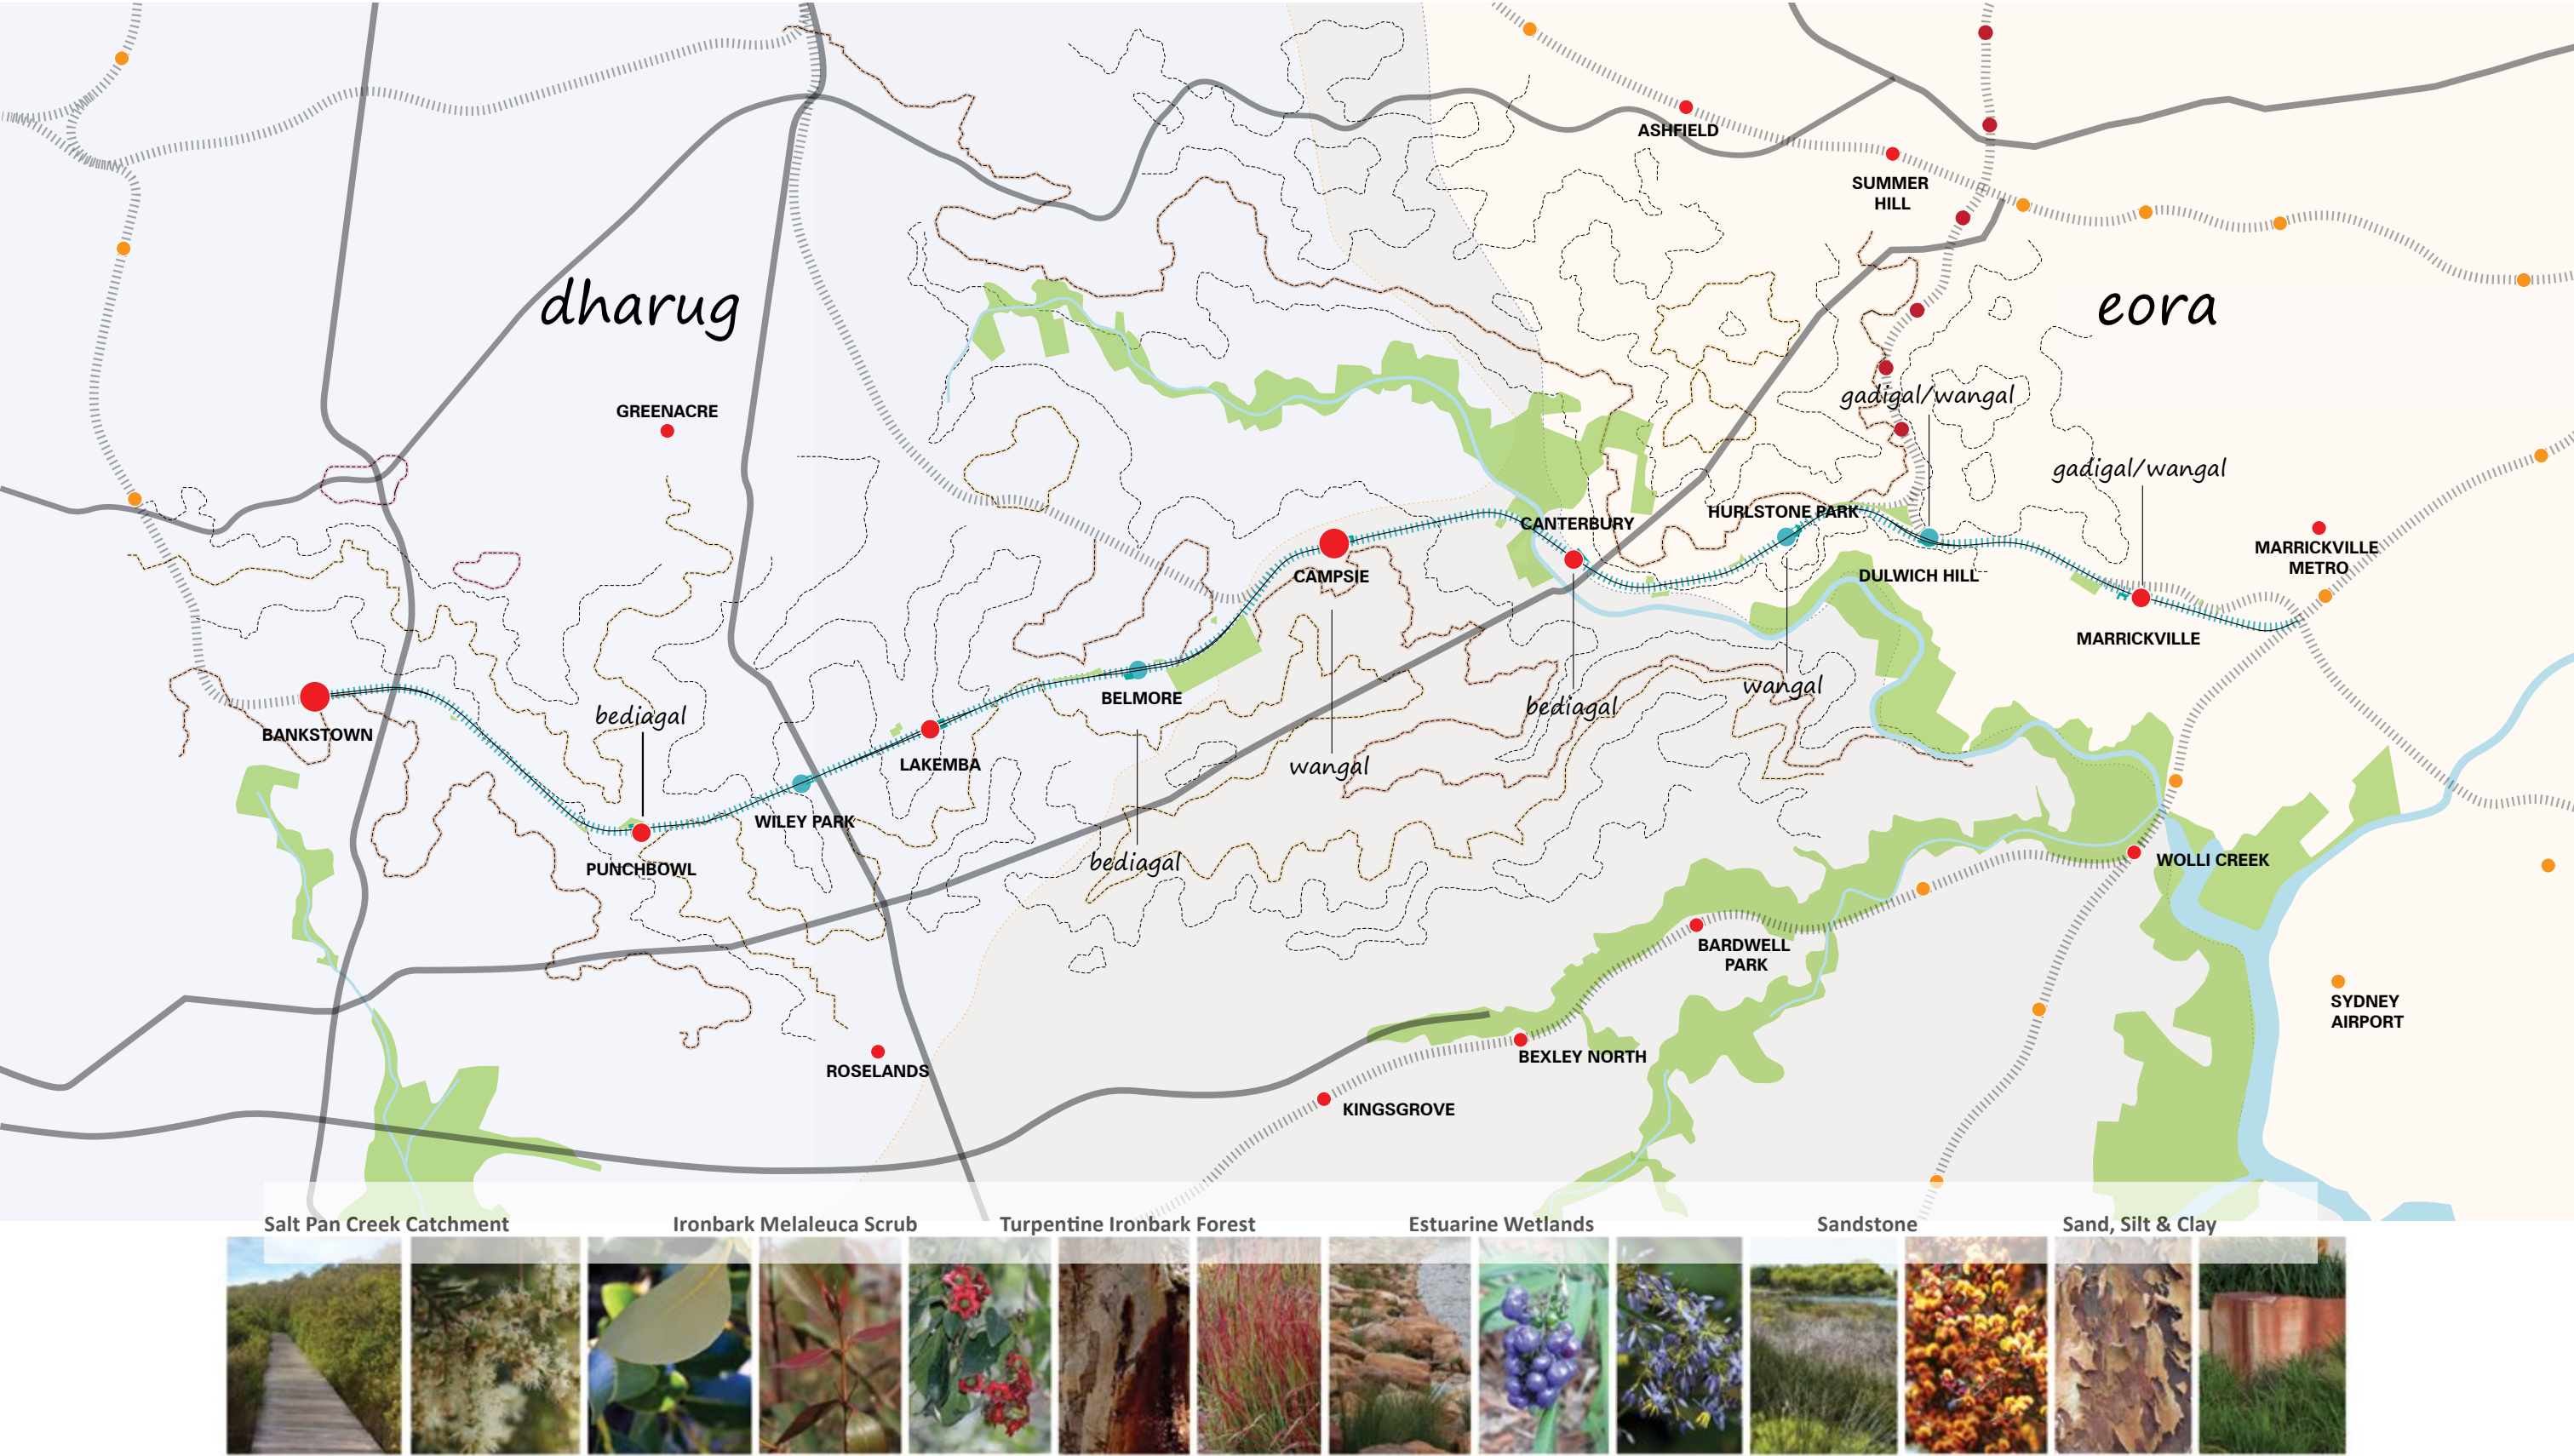 ASHFIELD
SUMMER
HILL
dharug
eora
gadigal/wangal
GREENACRE
gadigal/wangal
CANTERBURY
HURLSTONE PARK
MARRICKVILLE
METRO
CAMPSIE
DULWICH HILL
MARRICKVILLE
BANKSTOWN
bediagal
BELMORE
wangal
bediagal
LAKEMBA
wangal
WILEY PARK
PUNCHBOWL
bediagal
WOLLI CREEK
BARDWELL
PARK
SYDNEY
AIRPORT
ROSELANDS
BEXLEY NORTH
KINGSGROVE
Salt Pan Creek Catchment
Ironbark Melaleuca Scrub
Turpentine Ironbark Forest
Estuarine Wetlands
Sandstone
Sand, Silt & Clay